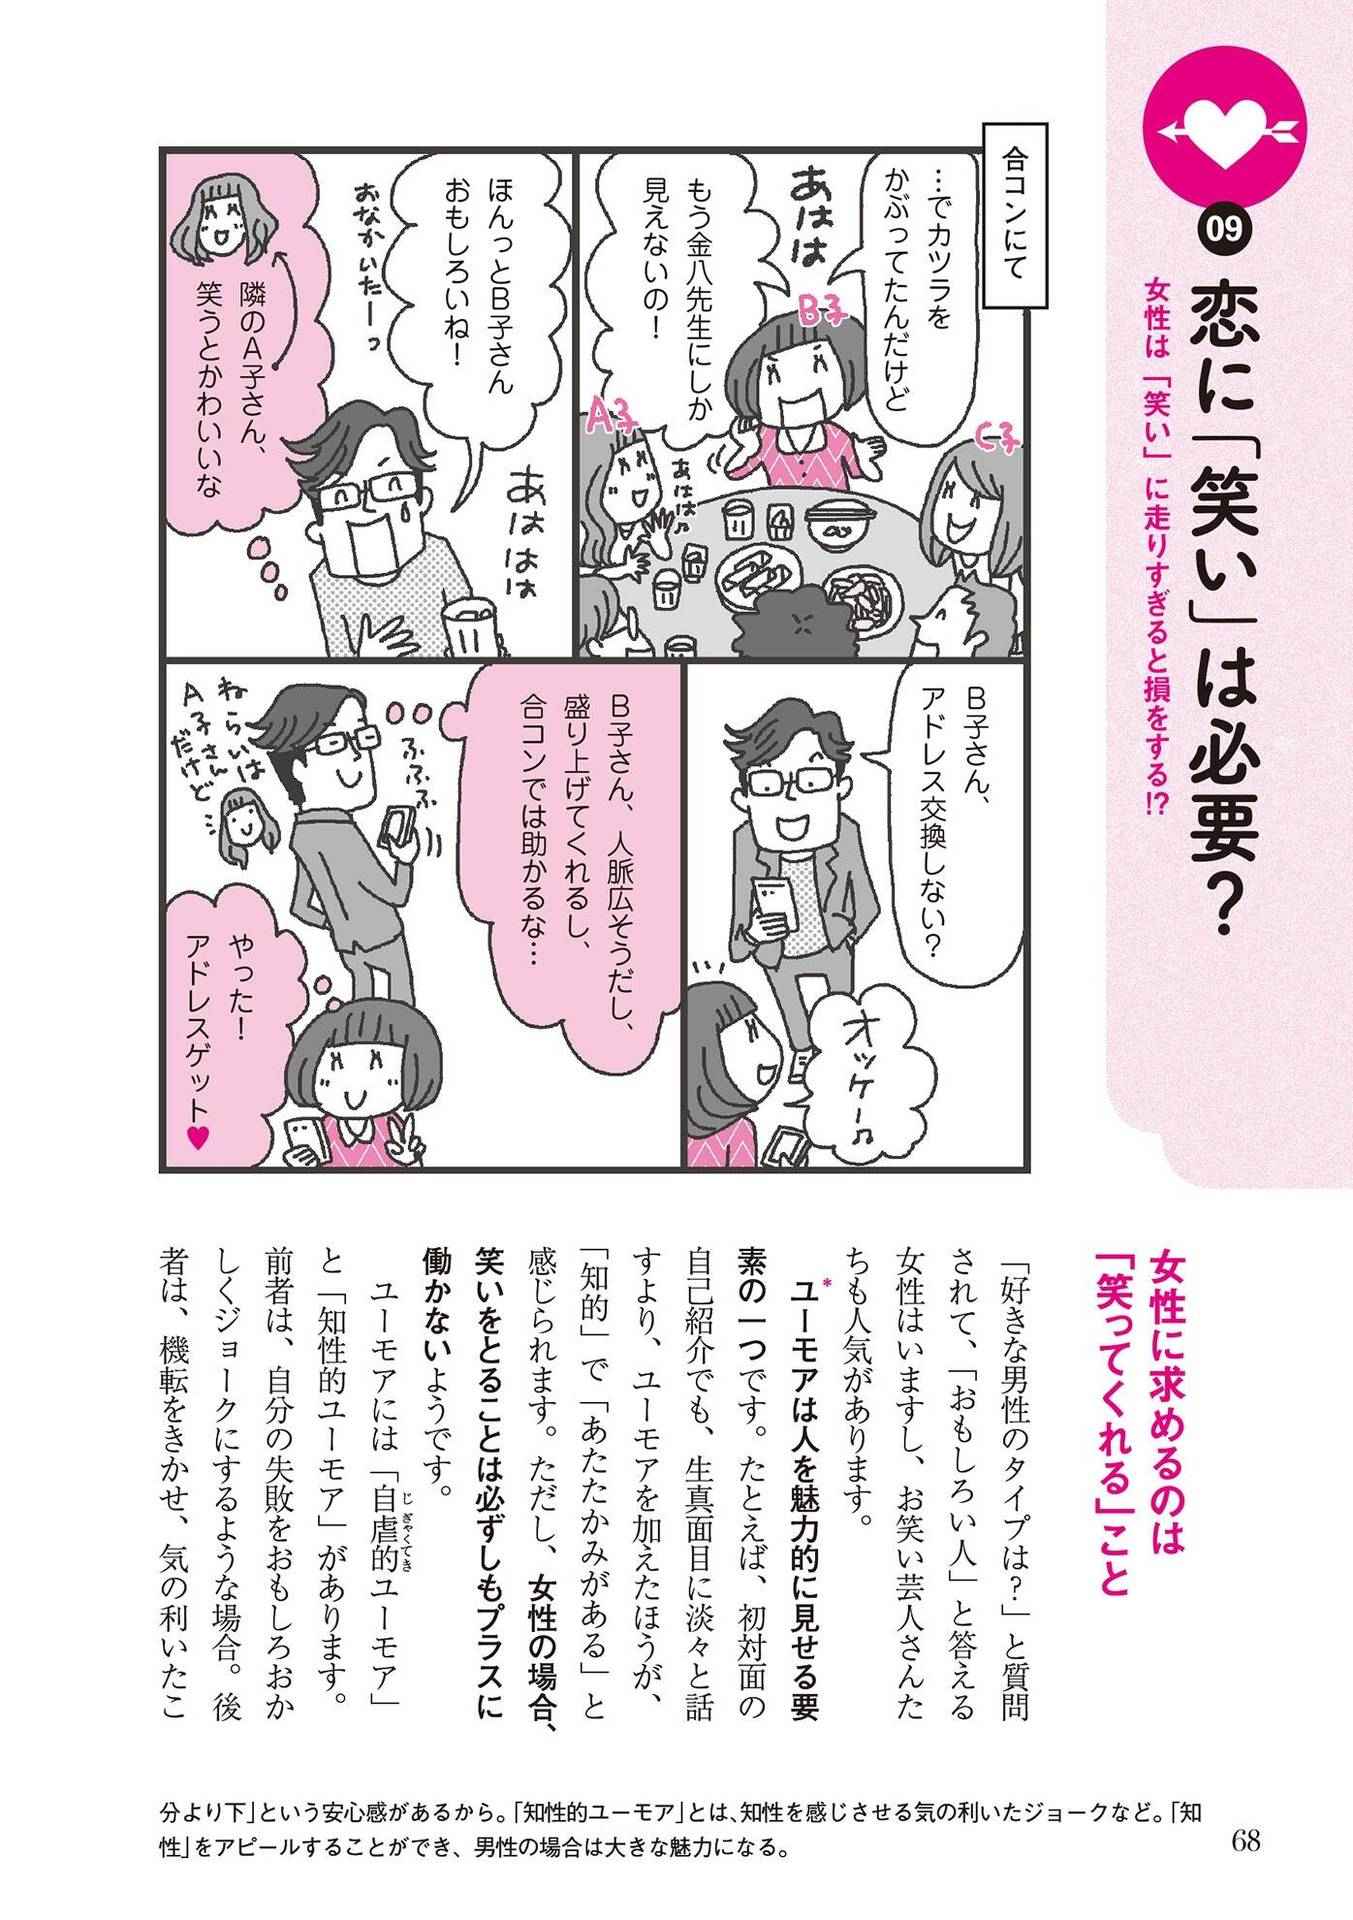 09
恋に「笑い」は必要？
女性は「笑い」に走りすぎると損をする!?
合コンにて
…でカツラを
かぶってたんだけど
あはは
もう金八先生にしか
見えないの！
B子
A子
C子
あはは♫
ほんっとB子さん
おもしろいね！
おなかいたーっ
あははは
隣のA子さん、
笑うとかわいいな
B子さん、
アドレス交換しない？
オッケー♫
B子さん、人脈広そうだし、
盛り上げてくれるし、
合コンでは助かるな…
ふふふ
ねらいは
A子さん
だけど
やった！
アドレスゲット♥
女性に求めるのは
「笑ってくれる」こと
「好きな男性のタイプは？」と質問
されて、「おもしろい人」と答える
女性はいますし、お笑い芸人さんた
ちも人気があります。
＊ユーモアは人を魅力的に見せる要
素の一つです。たとえば、初対面の
自己紹介でも、生真面目に淡々と話
すより、ユーモアを加えたほうが、
「知的」で「あたたかみがある」と
感じられます。ただし、女性の場合、
笑いをとることは必ずしもプラスに
働かないようです。
ユーモアには「自虐的ユーモア」
じぎゃくてき
と「知性的ユーモア」があります。
前者は、自分の失敗をおもしろおか
しくジョークにするような場合。後
者は、機転をきかせ、気の利いたこ
分より下」という安心感があるから。「知性的ユーモア」とは、知性を感じさせる気の利いたジョークなど。「知
性」をアピールすることができ、男性の場合は大きな魅力になる。
68